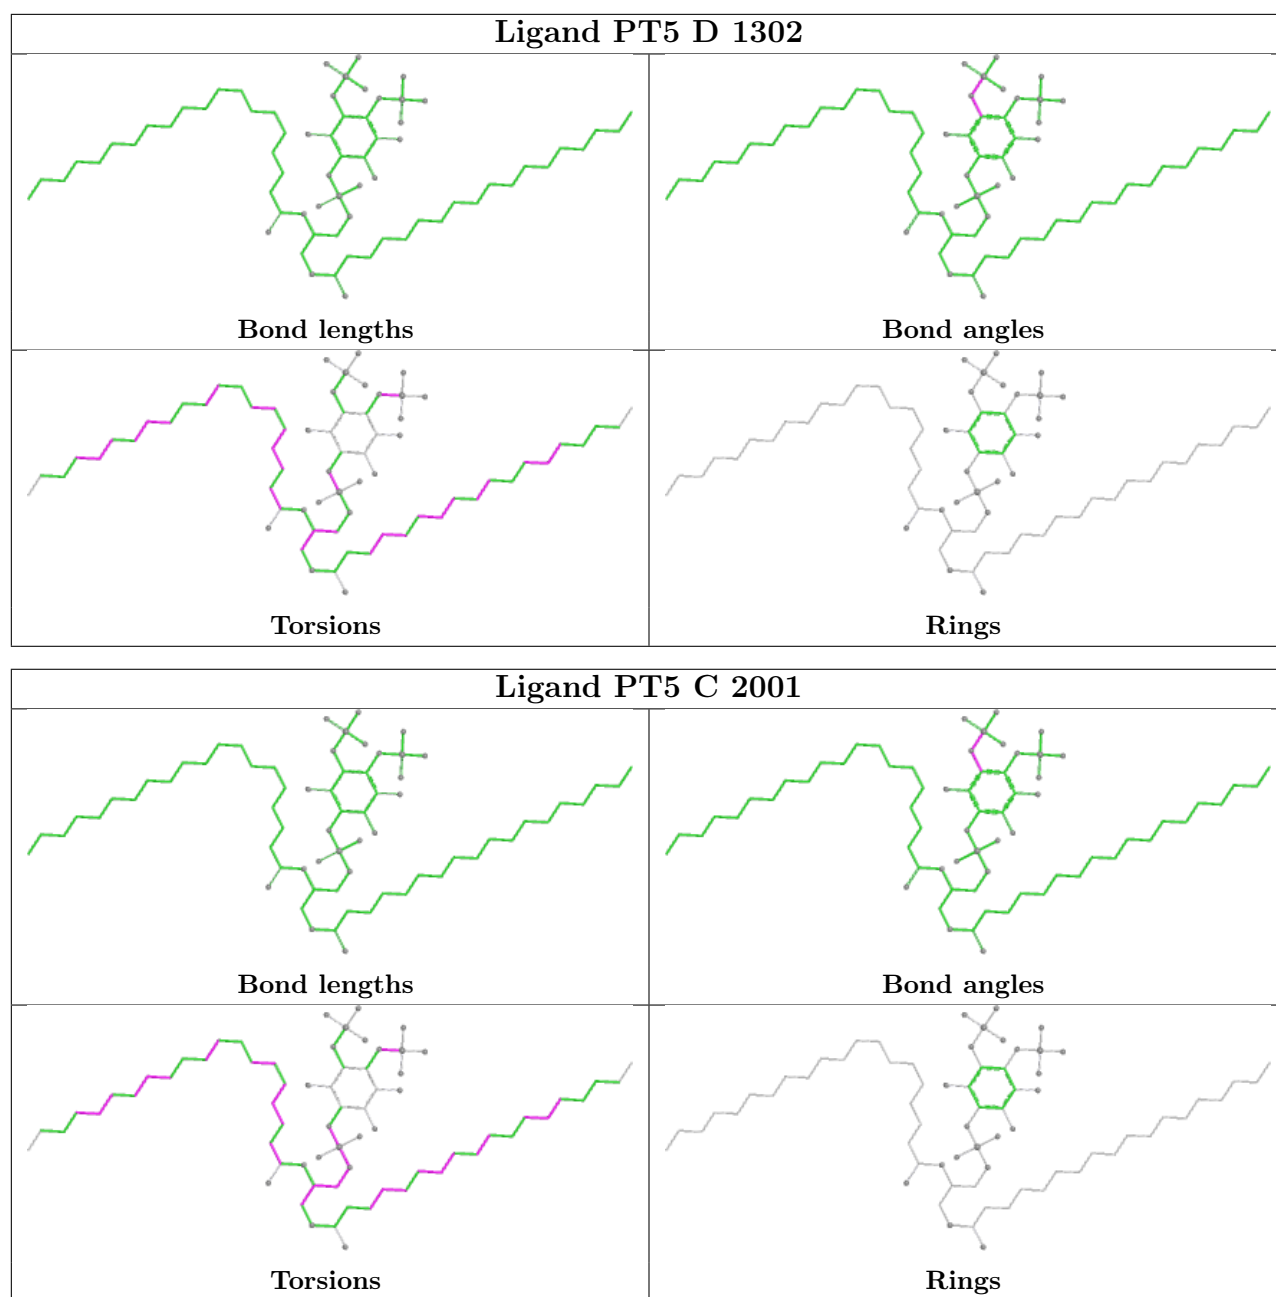 Ligand PT5 D 1302
Bond lengths
Bond angles
Torsions
Rings
Ligand PT5 C 2001
Bond lengths
Bond angles
Torsions
Rings